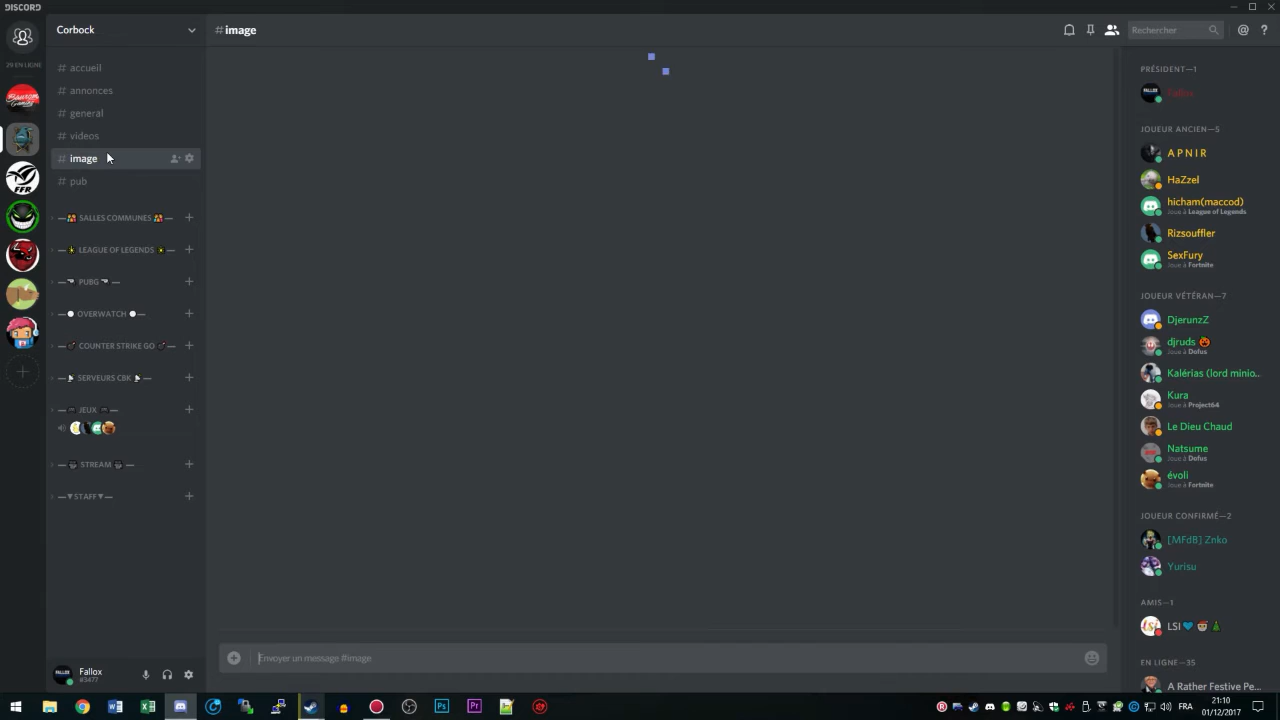 DISCORD
29 EN LIGNE
Corbock
# accueil
# annonces
# general
# videos
# image
# pub
SALLES COMMUNES
LEAGUE OF LEGENDS
PUBG
OVERWATCH
COUNTER STRIKE GO
SERVEURS CBK
JEUX
STREAM
STAFF
Fallox
#3477
# image
Rechercher
Envoyer un message #image
PRÉSIDENT—1
Fallox
JOUEUR ANCIEN—5
A P N I R
HaZzel
hicham(maccod)
Joue à League of Legends
Rizsouffler
SexFury
Joue à Fortnite
JOUEUR VÉTÉRAN—7
DjerunzZ
djruds
Joue à Dofus
Kalérias (lord minio...
Kura
Joue à Project64
Le Dieu Chaud
Natsume
Joue à Dofus
évoli
Joue à Fortnite
JOUEUR CONFIRMÉ—2
[MFdB] Znko
Yurisu
AMIS—1
LSI
EN LIGNE—35
A Rather Festive Pe...
FRA
21:10
01/12/2017